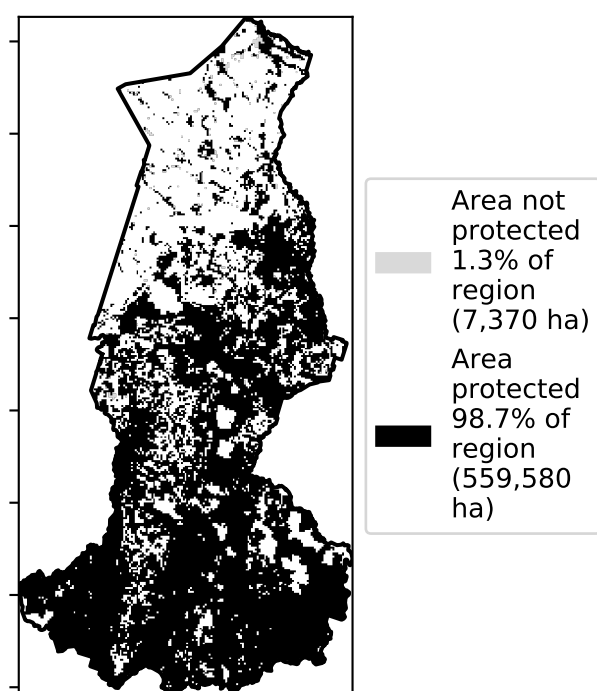 Area not
protected
1.3% of
region
(7,370 ha)
Area
protected
98.7% of
region
(559,580
ha)